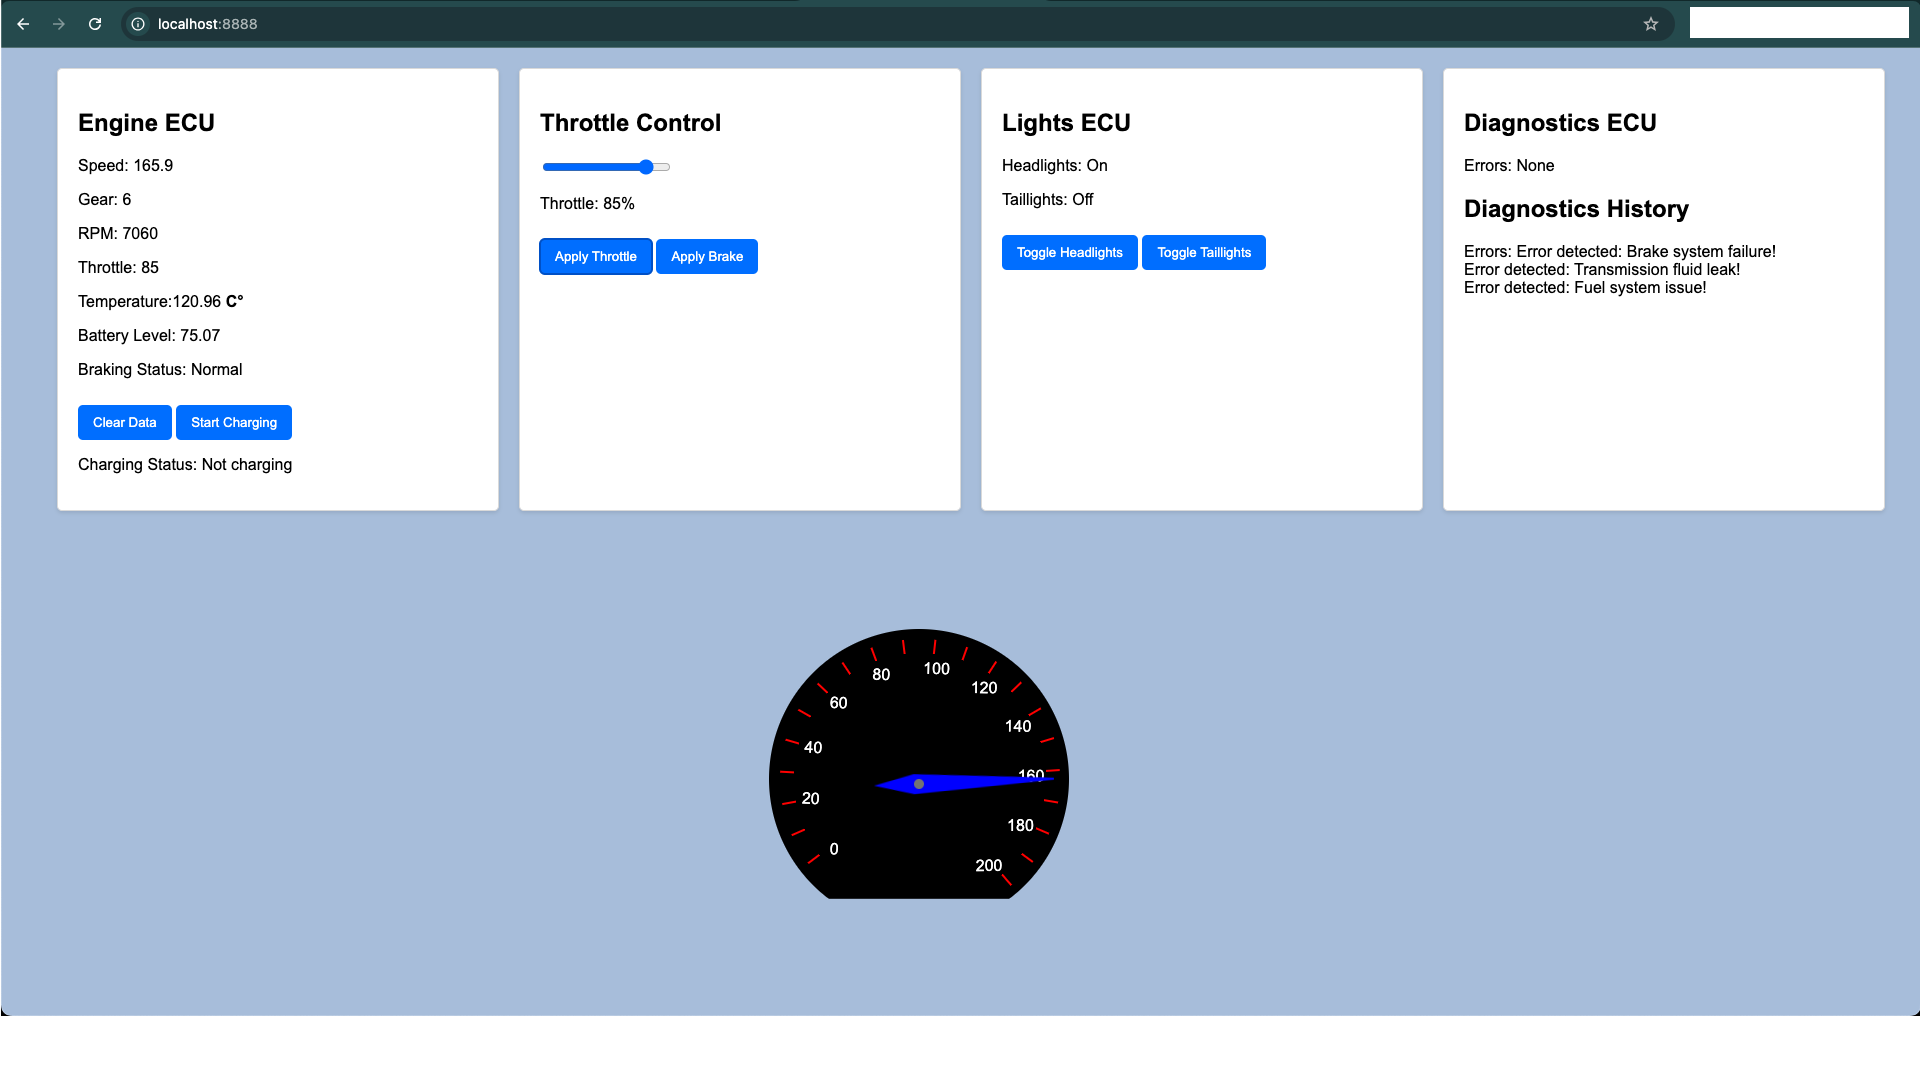 localhost:8888
Engine ECU
Speed: 165.9
Gear: 6
RPM: 7060
Throttle: 85
Temperature:120.96 C°
Battery Level: 75.07
Braking Status: Normal
Clear Data
Start Charging
Charging Status: Not charging
Throttle Control
Throttle: 85%
Apply Throttle
Apply Brake
Lights ECU
Headlights: On
Taillights: Off
Toggle Headlights
Toggle Taillights
Diagnostics ECU
Errors: None
Diagnostics History
Errors: Error detected: Brake system failure!
Error detected: Transmission fluid leak!
Error detected: Fuel system issue!
0
20
40
60
80
100
120
140
160
180
200